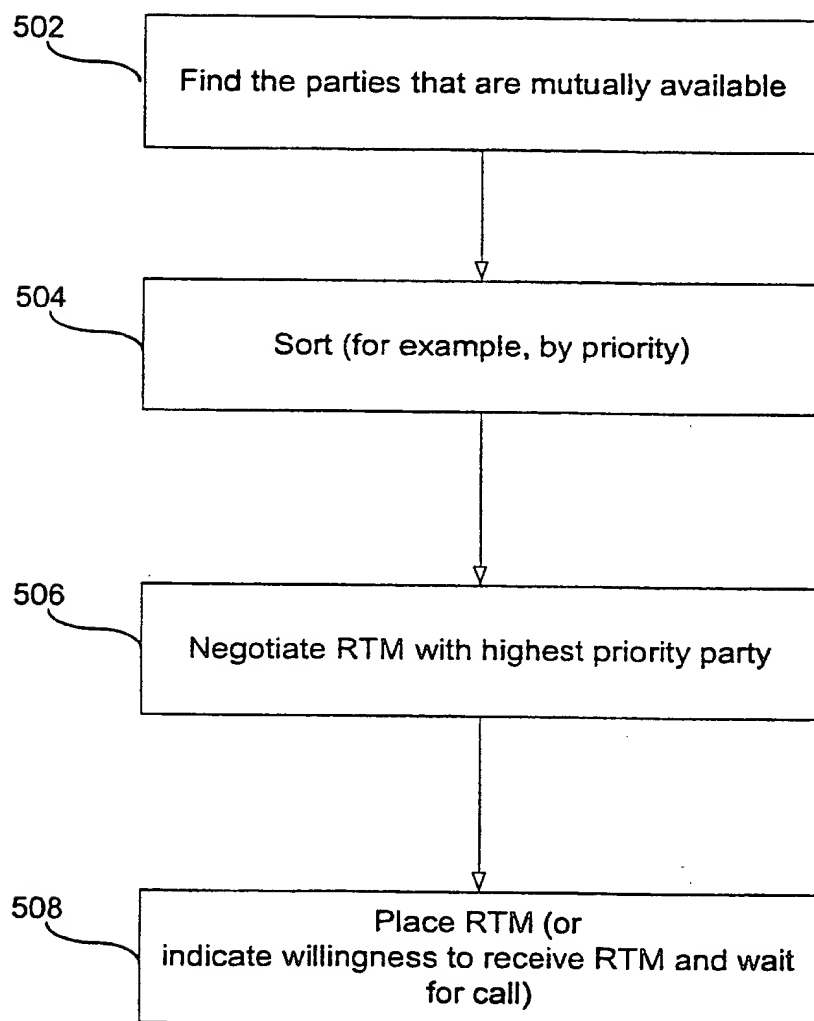 502
Find the parties that are mutually available
504
Sort (for example, by priority)
506
Negotiate RTM with highest priority party
508
Place RTM (or
indicate willingness to receive RTM and wait
for call)